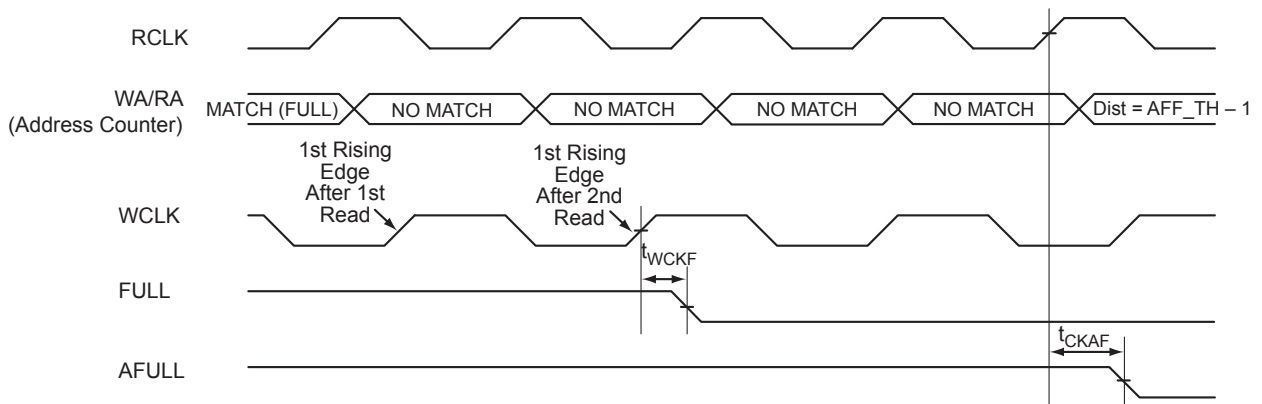 RCLK
WA/RA
(Address Counter)
MATCH (FULL) NO MATCH NO MATCH NO MATCH NO MATCH Dist = AFF_TH – 1
1st Rising
Edge
After 1st
Read
1st Rising
Edge
After 2nd
Read
WCLK
tWCKF
FULL
tCKAF
AFULL